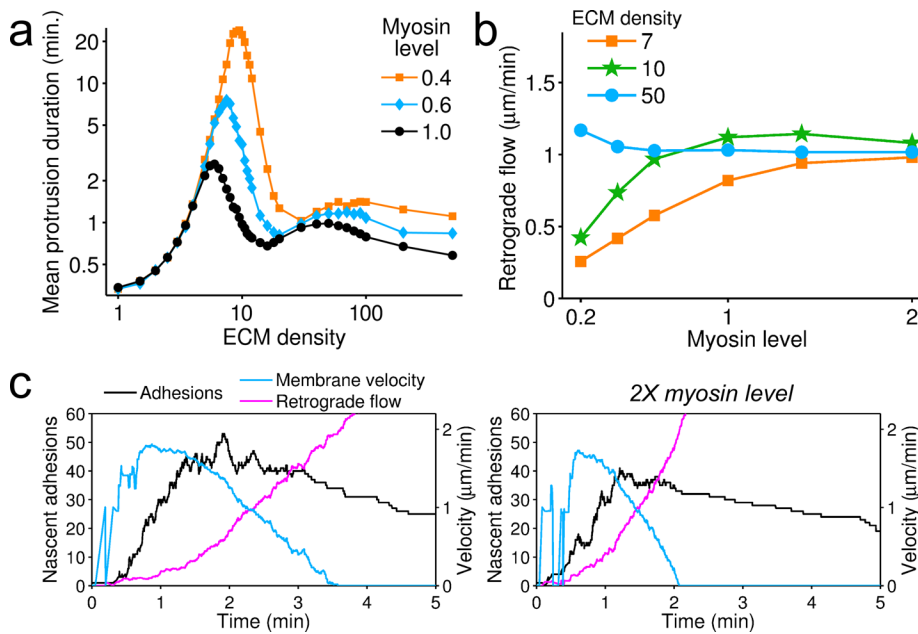 a
Mean protrusion duration (min.)
20
10
5
2
1
0.5
1
10
100
ECM density
Myosin
level
0.4
0.6
1.0
b
Retrograde flow (μm/min)
1.5
1
0.5
0
0.2
1
2
Myosin level
ECM density
7
10
50
c
Adhesions
Membrane velocity
Retrograde flow
Nascent adhesions
60
50
40
30
20
10
0
0
1
2
3
4
5
Time (min)
2
1
0
Velocity (μm/min)
2X myosin level
Nascent adhesions
60
50
40
30
20
10
0
0
1
2
3
4
5
Time (min)
2
1
0
Velocity (μm/min)